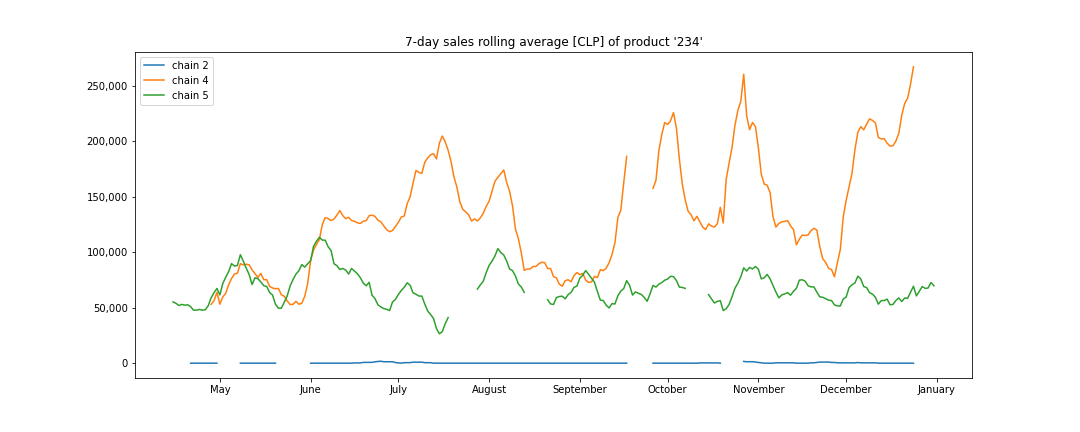 7-day sales rolling average [CLP] of product '234'
chain 2
chain 4
chain 5
250,000
200,000
150,000
100,000
50,000
0
May June July August September October November December January